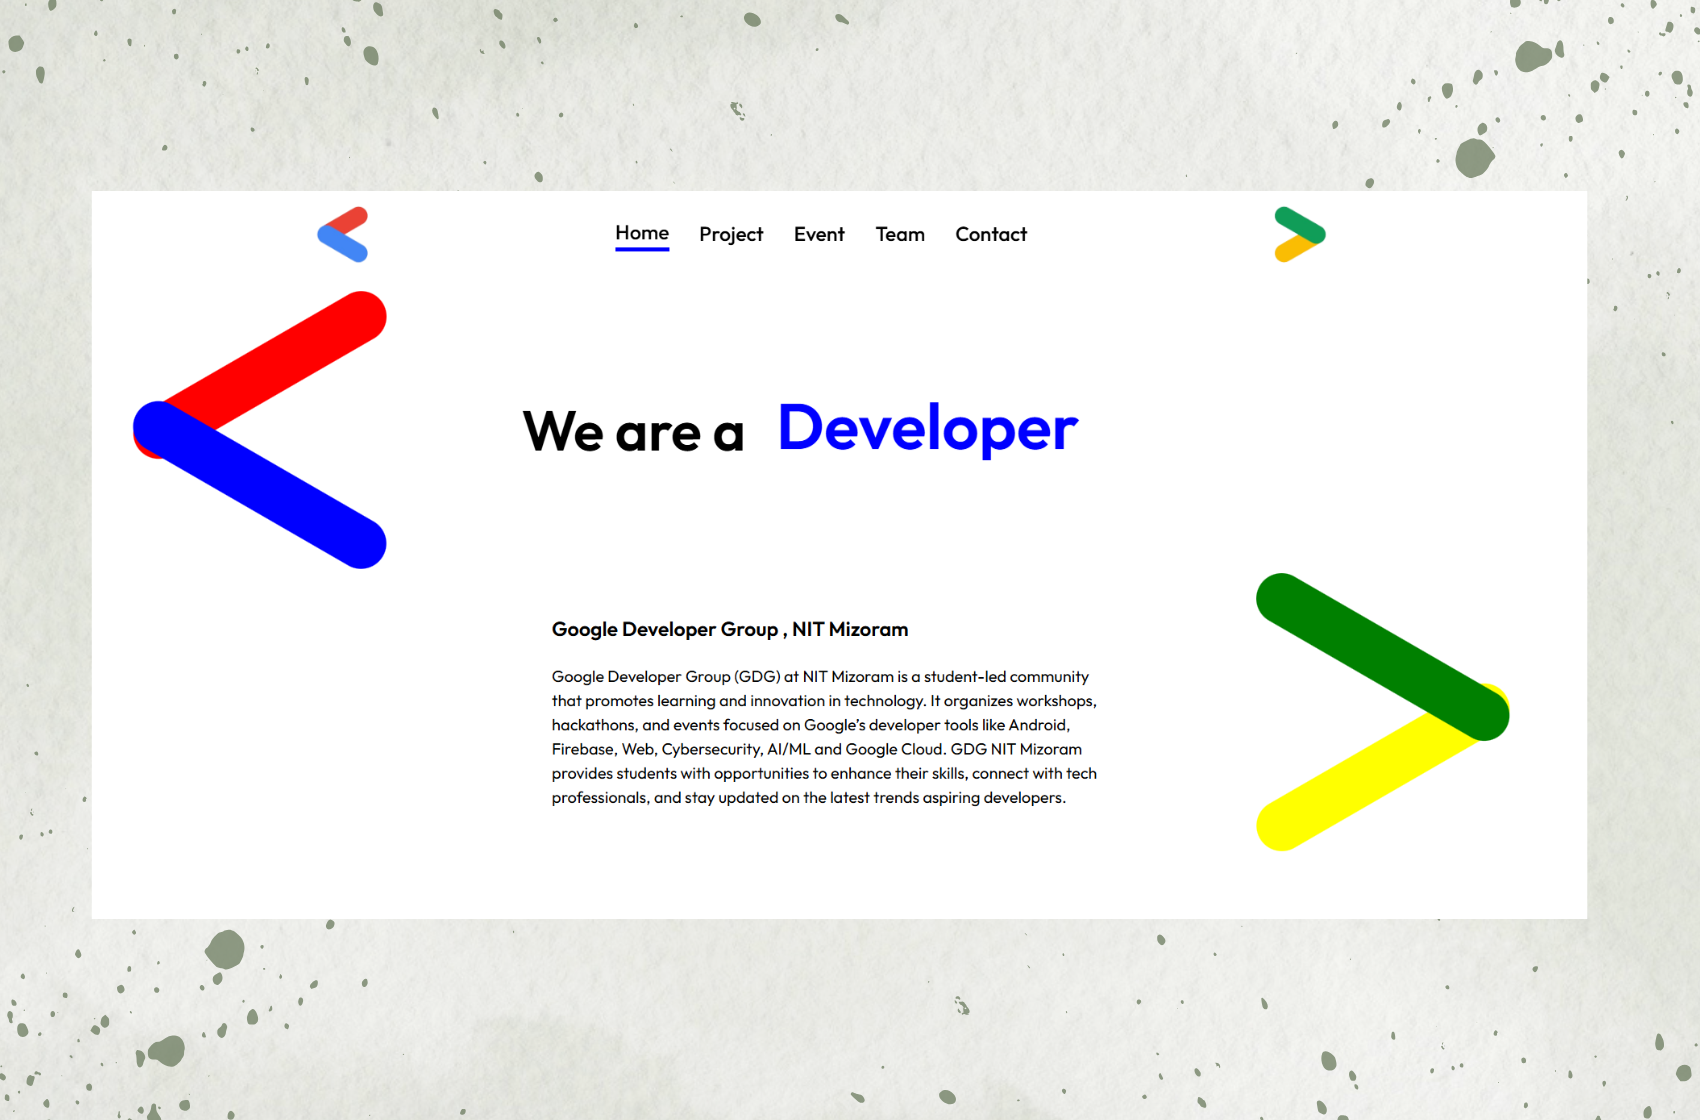 Home Project Event Team Contact
We are a Developer
Google Developer Group , NIT Mizoram
Google Developer Group (GDG) at NIT Mizoram is a student-led community
that promotes learning and innovation in technology. It organizes workshops,
hackathons, and events focused on Google's developer tools like Android,
Firebase, Web, Cybersecurity, AI/ML and Google Cloud. GDG NIT Mizoram
provides students with opportunities to enhance their skills, connect with tech
professionals, and stay updated on the latest trends aspiring developers.